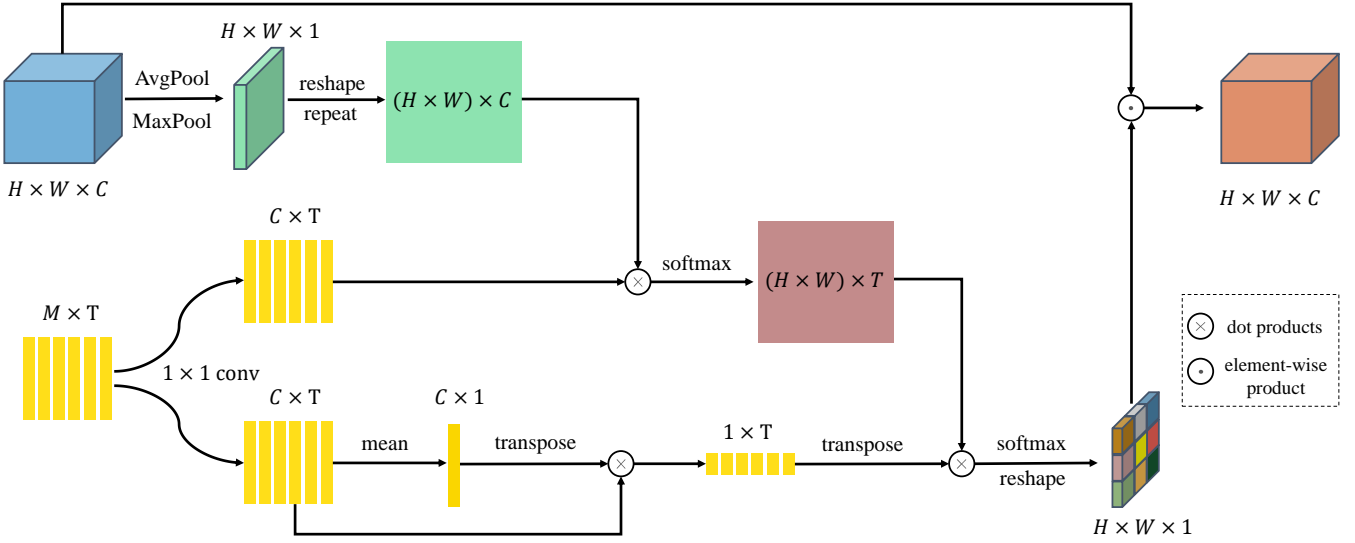 H × W × 1
AvgPool
MaxPool
reshape
repeat
(H × W) × C
H × W × C
H × W × C
C × T
softmax
(H × W) × T
M × T
1 × 1 conv
dot products
element-wise
product
C × T
C × 1
mean
transpose
1 × T
transpose
softmax
reshape
H × W × 1